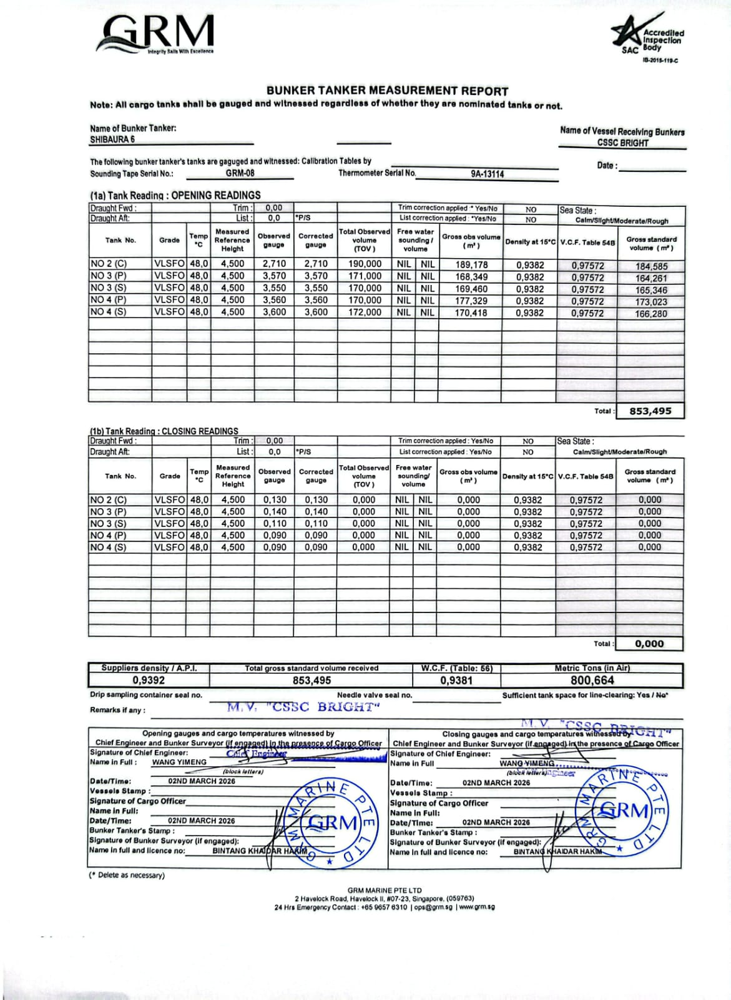 GRM
Integrity Sails With Excellence
SAC Accredited Inspection Body
IB-2015-119-C
BUNKER TANKER MEASUREMENT REPORT
Note: All cargo tanks shall be gauged and witnessed regardless of whether they are nominated tanks or not.
Name of Bunker Tanker:
SHIBAURA 6
Name of Vessel Receiving Bunkers
CSSC BRIGHT
The following bunker tanker's tanks are gaguged and witnessed: Calibration Tables by
Date :
Sounding Tape Serial No.: GRM-08 Thermometer Serial No. 9A-13114
(1a) Tank Reading : OPENING READINGS
Draught Fwd : Trim : 0,00 Trim correction applied :* Yes/No NO Sea State :
Draught Aft: List : 0,0 *P/S List correction applied : *Yes/No NO Calm/Slight/Moderate/Rough
Tank No. Grade Temp °C Measured Reference Height Observed gauge Corrected gauge Total Observed volume (TOV ) Free water sounding / volume Gross obs volume ( m³ ) Density at 15°C V.C.F. Table 54B Gross standard volume ( m³ )
NO 2 (C) VLSFO 48,0 4,500 2,710 2,710 190,000 NIL NIL 189,178 0,9382 0,97572 184,585
NO 3 (P) VLSFO 48,0 4,500 3,570 3,570 171,000 NIL NIL 168,349 0,9382 0,97572 164,261
NO 3 (S) VLSFO 48,0 4,500 3,550 3,550 170,000 NIL NIL 169,460 0,9382 0,97572 165,346
NO 4 (P) VLSFO 48,0 4,500 3,560 3,560 170,000 NIL NIL 177,329 0,9382 0,97572 173,023
NO 4 (S) VLSFO 48,0 4,500 3,600 3,600 172,000 NIL NIL 170,418 0,9382 0,97572 166,280
Total : 853,495
(1b) Tank Reading : CLOSING READINGS
Draught Fwd : Trim : 0,00 Trim correction applied : Yes/No NO Sea State :
Draught Aft: List : 0,0 *P/S List correction applied : Yes/No NO Calm/Slight/Moderate/Rough
Tank No. Grade Temp °C Measured Reference Height Observed gauge Corrected gauge Total Observed volume (TOV ) Free water sounding/ volume Gross obs volume ( m³ ) Density at 15°C V.C.F. Table 54B Gross standard volume ( m³ )
NO 2 (C) VLSFO 48,0 4,500 0,130 0,130 0,000 NIL NIL 0,000 0,9382 0,97572 0,000
NO 3 (P) VLSFO 48,0 4,500 0,140 0,140 0,000 NIL NIL 0,000 0,9382 0,97572 0,000
NO 3 (S) VLSFO 48,0 4,500 0,110 0,110 0,000 NIL NIL 0,000 0,9382 0,97572 0,000
NO 4 (P) VLSFO 48,0 4,500 0,090 0,090 0,000 NIL NIL 0,000 0,9382 0,97572 0,000
NO 4 (S) VLSFO 48,0 4,500 0,090 0,090 0,000 NIL NIL 0,000 0,9382 0,97572 0,000
Total : 0,000
Suppliers density / A.P.I. Total gross standard volume received W.C.F. (Table: 56) Metric Tons (in Air)
0,9392 853,495 0,9381 800,664
Drip sampling container seal no. Needle valve seal no. Sufficient tank space for line-clearing: Yes / No*
Remarks if any : M.V. "CSSC BRIGHT"
M.V. "CSSC BRIGHT"
Opening gauges and cargo temperatures witnessed by
Chief Engineer and Bunker Surveyor (if engaged) in the presence of Cargo Officer
Signature of Chief Engineer: Chief Engineer
Name in Full : WANG YIMENG
(block letters)
Date/Time: 02ND MARCH 2026
Vessels Stamp :
Signature of Cargo Officer
Name in Full:
Date/Time: 02ND MARCH 2026
Bunker Tanker's Stamp :
Signature of Bunker Surveyor (if engaged):
Name in full and licence no: BINTANG KHAIDAR HAKIM
GRM MARINE PTE LTD
GRM
Closing gauges and cargo temperatures witnessed by
Chief Engineer and Bunker Surveyor (if engaged) in the presence of Cargo Officer
Signature of Chief Engineer:
Name in Full WANG YIMENG
(block letters) Engineer
Date/Time: 02ND MARCH 2026
Vessels Stamp :
Signature of Cargo Officer
Name in Full:
Date/Time: 02ND MARCH 2026
Bunker Tanker's Stamp :
Signature of Bunker Surveyor (if engaged):
Name in full and licence no: BINTANG KHAIDAR HAKIM
GRM MARINE PTE LTD
GRM
(* Delete as necessary)
GRM MARINE PTE LTD
2 Havelock Road, Havelock II, #07-23, Singapore, (059763)
24 Hrs Emergency Contact : +65 9657 6310 | ops@grm.sg | www.grm.sg